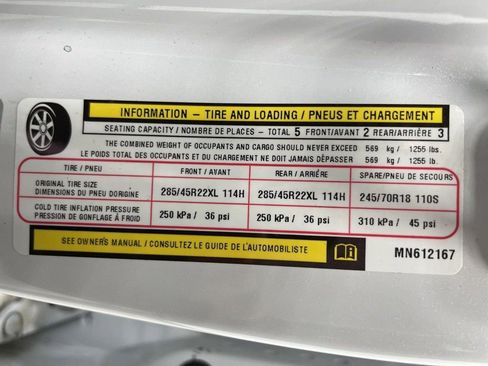 INFORMATION – TIRE AND LOADING / PNEUS ET CHARGEMENT
SEATING CAPACITY / NOMBRE DE PLACES – TOTAL 5 FRONT/AVANT 2 REAR/ARRIÈRE 3
THE COMBINED WEIGHT OF OCCUPANTS AND CARGO SHOULD NEVER EXCEED 569 kg / 1255 lbs.
LE POIDS TOTAL DES OCCUPANTS ET DU CHARGEMENT NE DOIT JAMAIS DÉPASSER 569 kg / 1255 lb.
TIRE / PNEU FRONT / AVANT REAR / ARRIÈRE SPARE/PNEU DE SECOURS
ORIGINAL TIRE SIZE
DIMENSIONS DU PNEU DORIGINE 285/45R22XL 114H 285/45R22XL 114H 245/70R18 110S
COLD TIRE INFLATION PRESSURE
PRESSION DE GONFLAGE À FROID 250 kPa / 36 psi 250 kPa / 36 psi 310 kPa / 45 psi
SEE OWNER'S MANUAL / CONSULTEZ LE GUIDE DE L'AUTOMOBILISTE MN612167